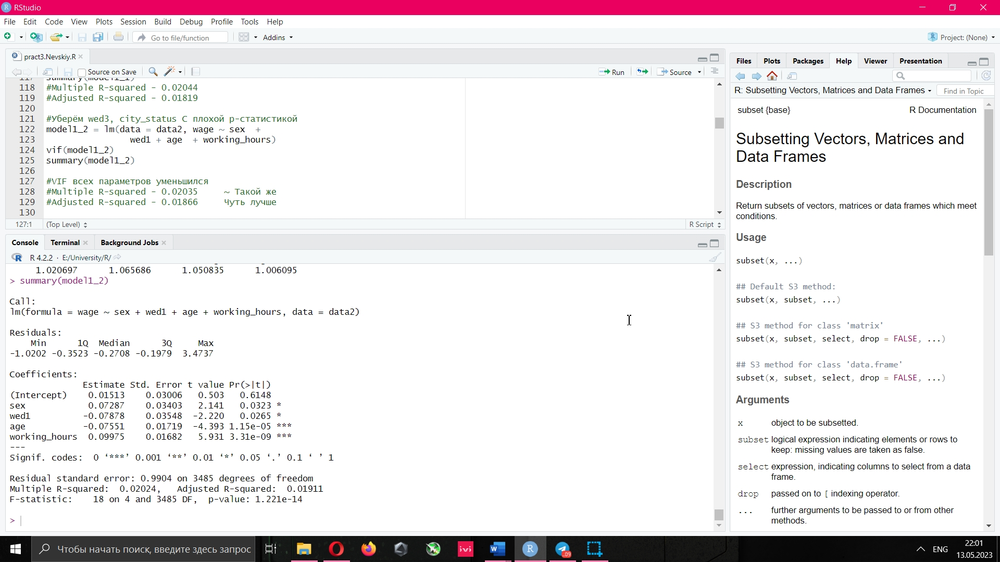 RStudio
File Edit Code View Plots Session Build Debug Profile Tools Help
Go to file/function Addins Project: (None)
pract3.Nevskiy.R
Source on Save Run Source
117 summary(model1_1)
118 #Multiple R-squared - 0.02044
119 #Adjusted R-squared - 0.01819
120
121 #Уберём wed3, city_status С плохой р-статистикой
122 model1_2 = lm(data = data2, wage ~ sex +
123 wed1 + age + working_hours)
124 vif(model1_2)
125 summary(model1_2)
126
127 #VIF всех параметров уменьшился
128 #Multiple R-squared - 0.02035 ~ Такой же
129 #Adjusted R-squared - 0.01866 Чуть лучше
130
127:1 (Top Level) R Script
Console Terminal Background Jobs
R 4.2.2 · E:/University/R/
1.020697 1.065686 1.050835 1.006095
> summary(model1_2)
Call:
lm(formula = wage ~ sex + wed1 + age + working_hours, data = data2)
Residuals:
Min 1Q Median 3Q Max
-1.0202 -0.3523 -0.2708 -0.1979 3.4737
Coefficients:
Estimate Std. Error t value Pr(>|t|)
(Intercept) 0.01513 0.03006 0.503 0.6148
sex 0.07287 0.03403 2.141 0.0323 *
wed1 -0.07878 0.03548 -2.220 0.0265 *
age -0.07551 0.01719 -4.393 1.15e-05 ***
working_hours 0.09975 0.01682 5.931 3.31e-09 ***
---
Signif. codes: 0 ‘***’ 0.001 ‘**’ 0.01 ‘*’ 0.05 ‘.’ 0.1 ‘ ’ 1
Residual standard error: 0.9904 on 3485 degrees of freedom
Multiple R-squared: 0.02024, Adjusted R-squared: 0.01911
F-statistic: 18 on 4 and 3485 DF, p-value: 1.221e-14
>
Files Plots Packages Help Viewer Presentation
R: Subsetting Vectors, Matrices and Data Frames Find in Topic
subset {base} R Documentation
Subsetting Vectors, Matrices and
Data Frames
Description
Return subsets of vectors, matrices or data frames which meet
conditions.
Usage
subset(x, ...)
## Default S3 method:
subset(x, subset, ...)
## S3 method for class 'matrix'
subset(x, subset, select, drop = FALSE, ...)
## S3 method for class 'data.frame'
subset(x, subset, select, drop = FALSE, ...)
Arguments
x object to be subsetted.
subset logical expression indicating elements or rows to
keep: missing values are taken as false.
select expression, indicating columns to select from a data
frame.
drop passed on to [ indexing operator.
... further arguments to be passed to or from other
methods.
Чтобы начать поиск, введите здесь запрос
ivi
W
R
09
ENG
22:01
13.05.2023